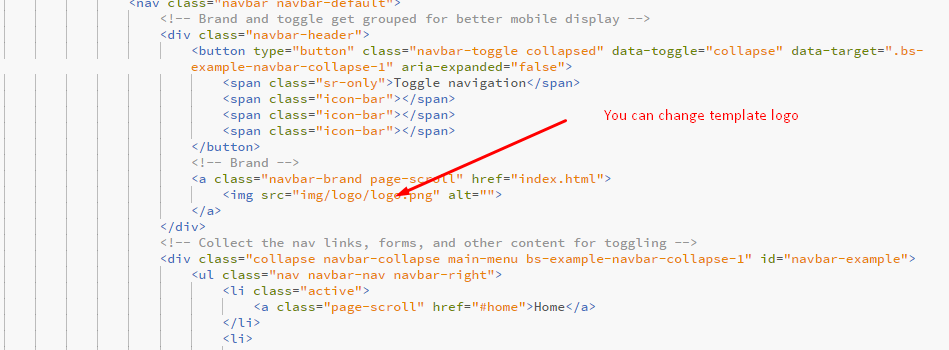 <nav class="navbar navbar-default">
<!-- Brand and toggle get grouped for better mobile display -->
<div class="navbar-header">
<button type="button" class="navbar-toggle collapsed" data-toggle="collapse" data-target=".bs-
example-navbar-collapse-1" aria-expanded="false">
<span class="sr-only">Toggle navigation</span>
<span class="icon-bar"></span>
<span class="icon-bar"></span>
You can change template logo
<span class="icon-bar"></span>
</button>
<!-- Brand -->
<a class="navbar-brand page-scroll" href="index.html">
<img src="img/logo/logo.png" alt="">
</a>
</div>
<!-- Collect the nav links, forms, and other content for toggling -->
<div class="collapse navbar-collapse main-menu bs-example-navbar-collapse-1" id="navbar-example">
<ul class="nav navbar-nav navbar-right">
<li class="active">
<a class="page-scroll" href="#home">Home</a>
</li>
<li>